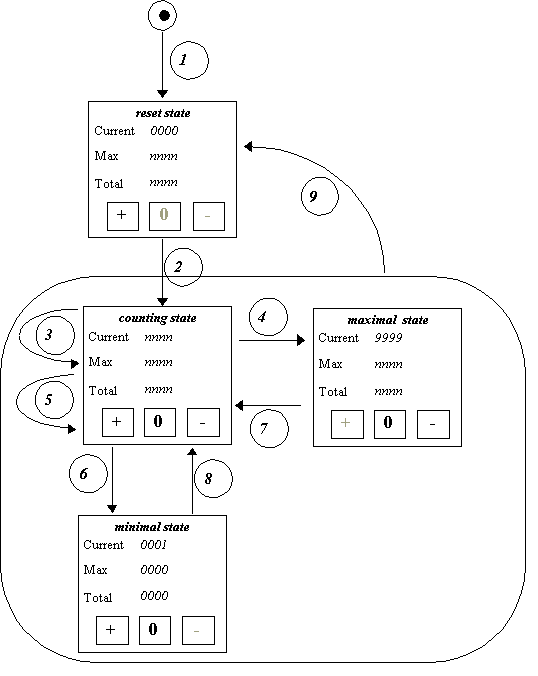 1
reset state
Current 0000
Max nnnn
Total nnnn
+ 0 -
9
2
counting state
Current nnnn
Max nnnn
Total nnnn
+ 0 -
3
5
4
7
maximal state
Current 9999
Max nnnn
Total nnnn
+ 0 -
6
8
minimal state
Current 0001
Max 0000
Total 0000
+ 0 -